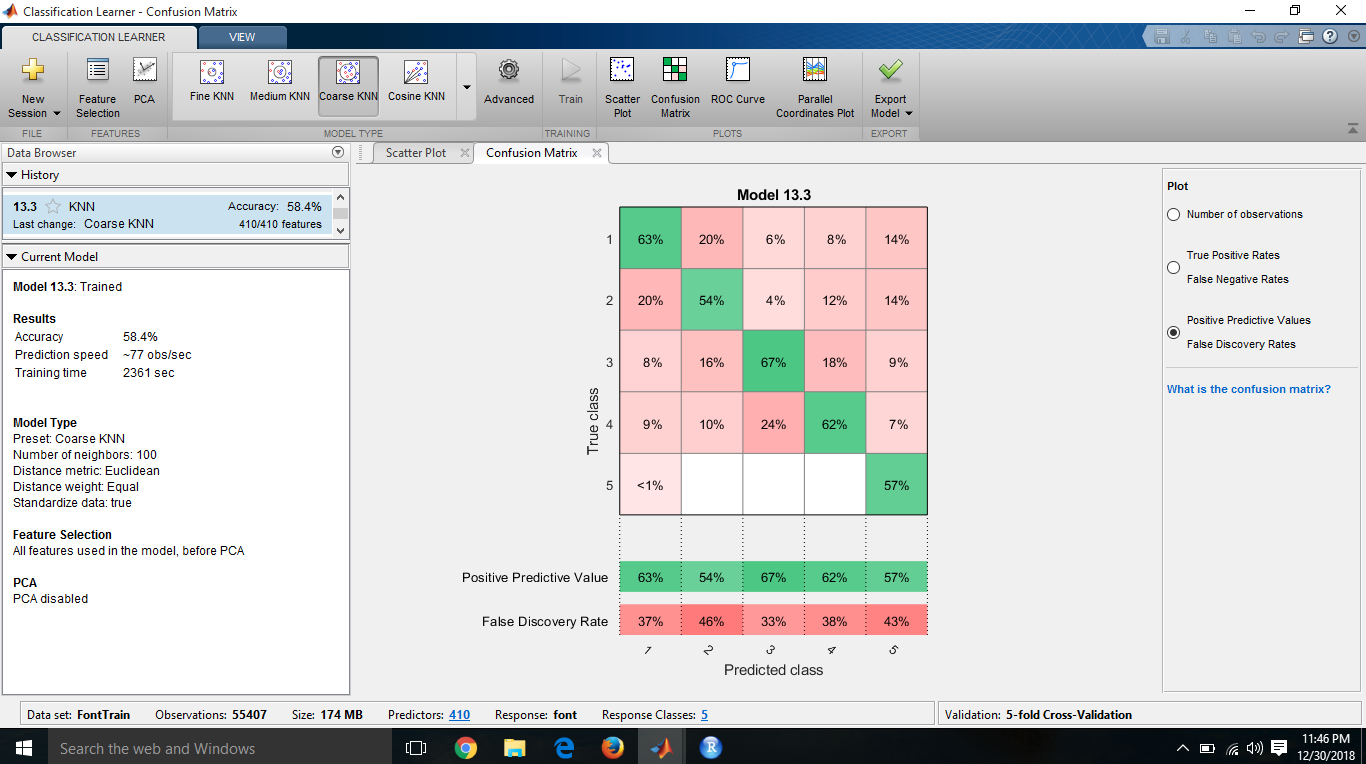 Classification Learner - Confusion Matrix
CLASSIFICATION LEARNER
VIEW
New Session
Feature Selection
PCA
Fine KNN
Medium KNN
Coarse KNN
Cosine KNN
Advanced
Train
Scatter Plot
Confusion Matrix
ROC Curve
Parallel Coordinates Plot
Export Model
FILE
FEATURES
MODEL TYPE
TRAINING
PLOTS
EXPORT
Data Browser
History
13.3 KNN Accuracy: 58.4%
Last change: Coarse KNN 410/410 features
Current Model
Model 13.3: Trained
Results
Accuracy 58.4%
Prediction speed ~77 obs/sec
Training time 2361 sec
Model Type
Preset: Coarse KNN
Number of neighbors: 100
Distance metric: Euclidean
Distance weight: Equal
Standardize data: true
Feature Selection
All features used in the model, before PCA
PCA
PCA disabled
Scatter Plot
Confusion Matrix
Model 13.3
True class
1 63% 20% 6% 8% 14%
2 20% 54% 4% 12% 14%
3 8% 16% 67% 18% 9%
4 9% 10% 24% 62% 7%
5 <1% 57%
Positive Predictive Value 63% 54% 67% 62% 57%
False Discovery Rate 37% 46% 33% 38% 43%
1 2 3 4 5
Predicted class
Plot
Number of observations
True Positive Rates
False Negative Rates
Positive Predictive Values
False Discovery Rates
What is the confusion matrix?
Data set: FontTrain Observations: 55407 Size: 174 MB Predictors: 410 Response: font Response Classes: 5
Validation: 5-fold Cross-Validation
Search the web and Windows
R
11:46 PM
12/30/2018